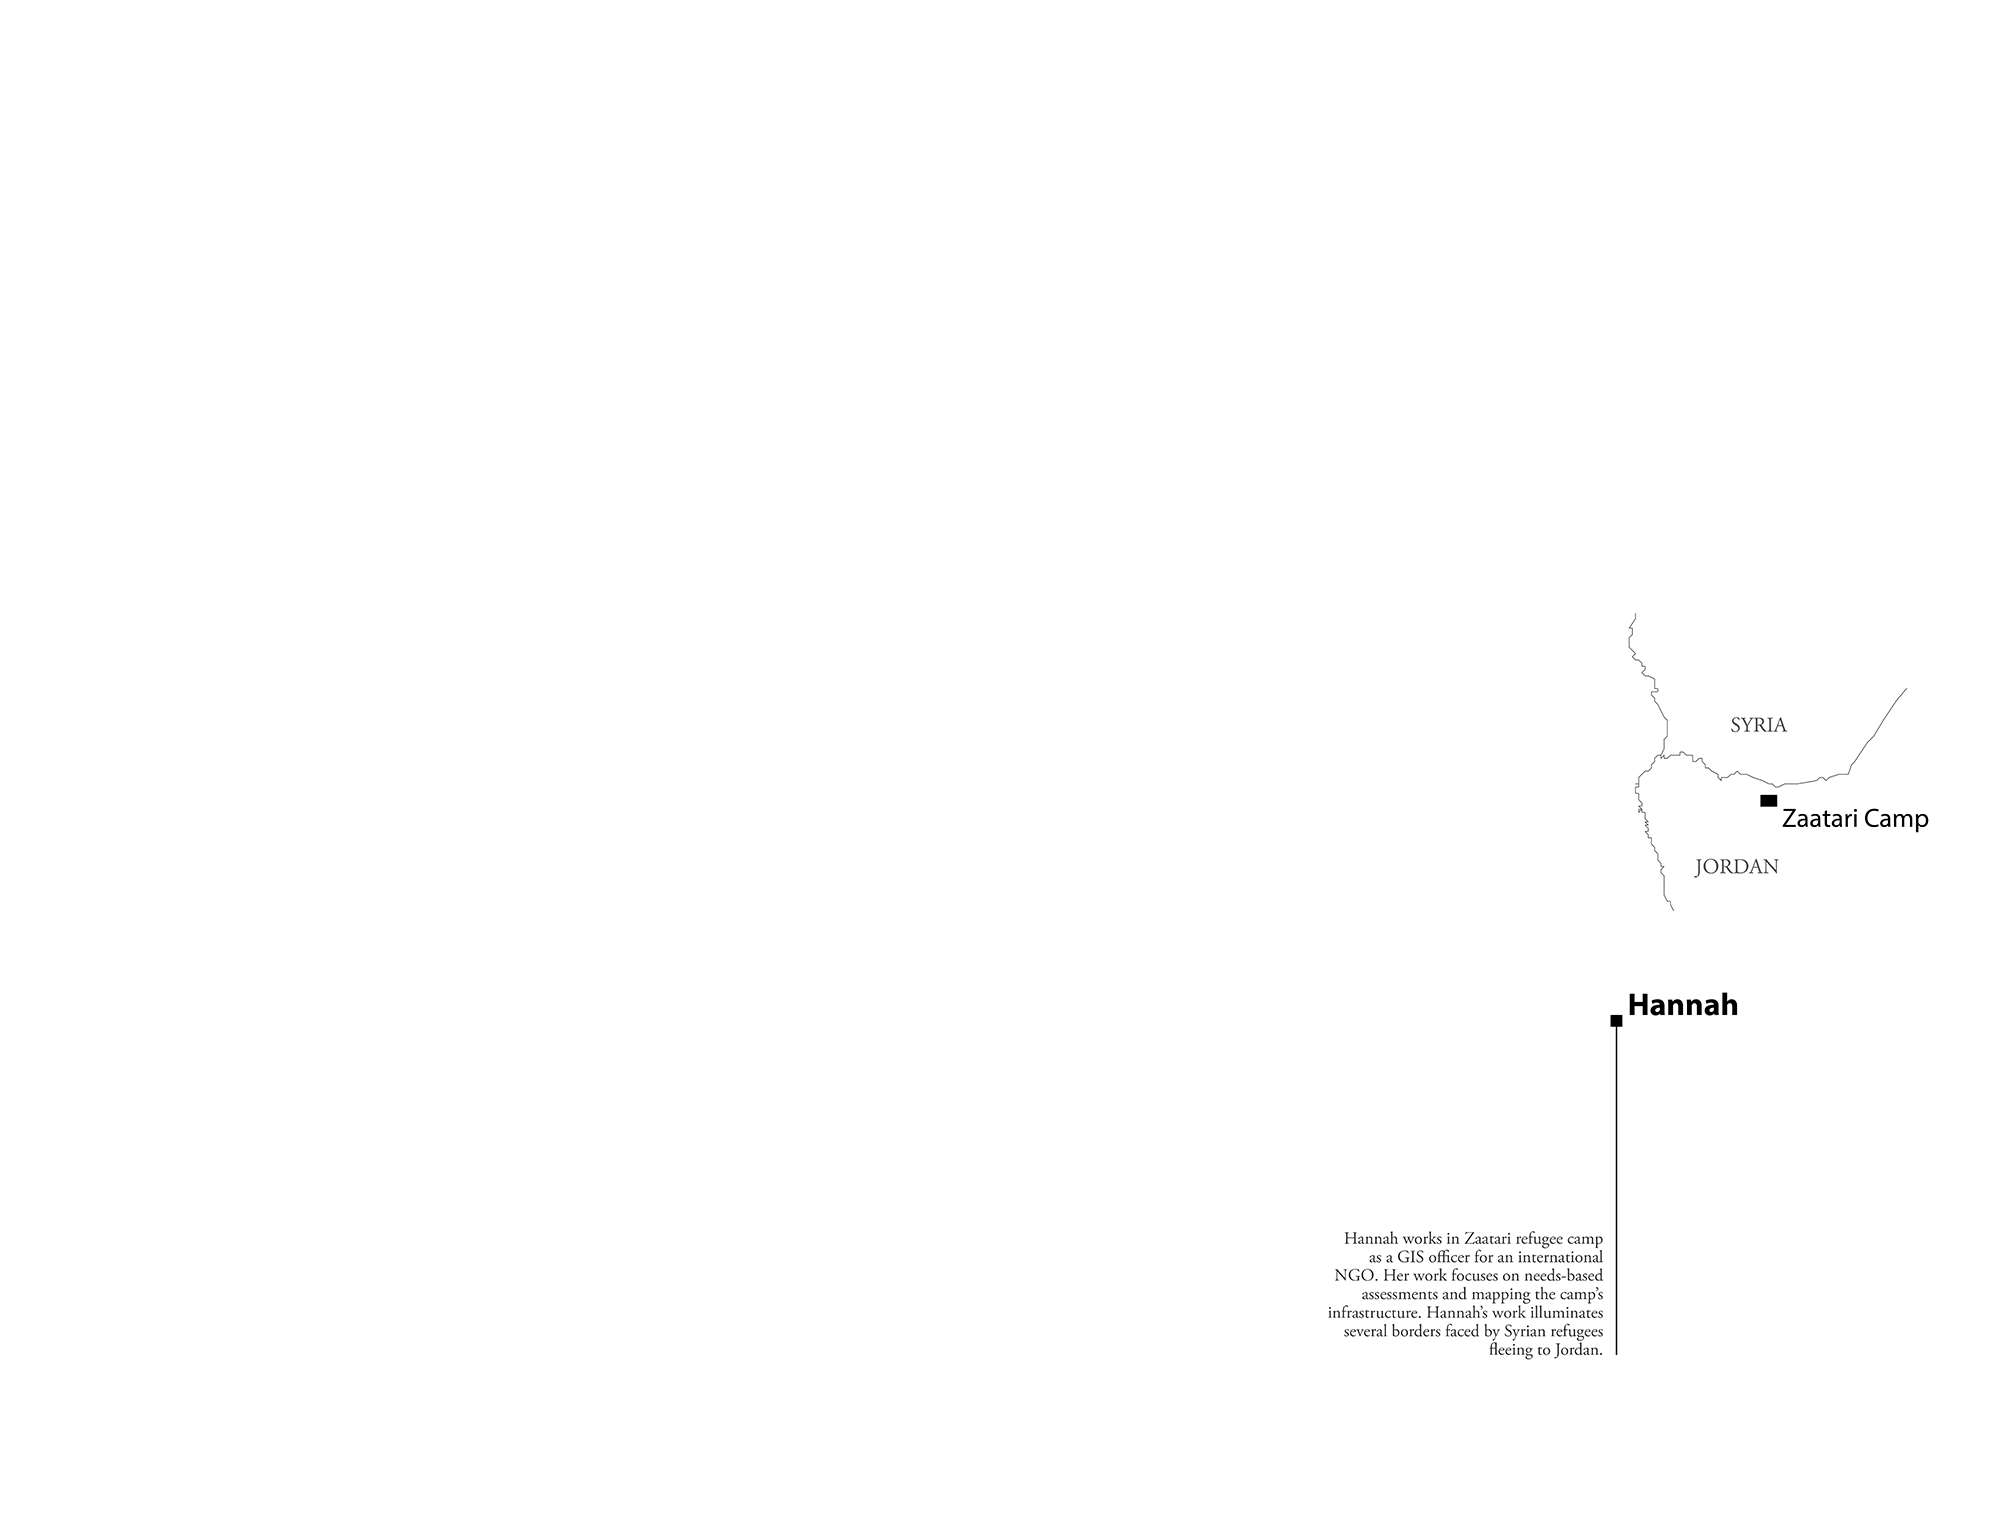 SYRIA
Zaatari Camp
JORDAN
Hannah
Hannah works in Zaatari refugee camp
as a GIS officer for an international
NGO. Her work focuses on needs-based
assessments and mapping the camp’s
infrastructure. Hannah’s work illuminates
several borders faced by Syrian refugees
fleeing to Jordan.